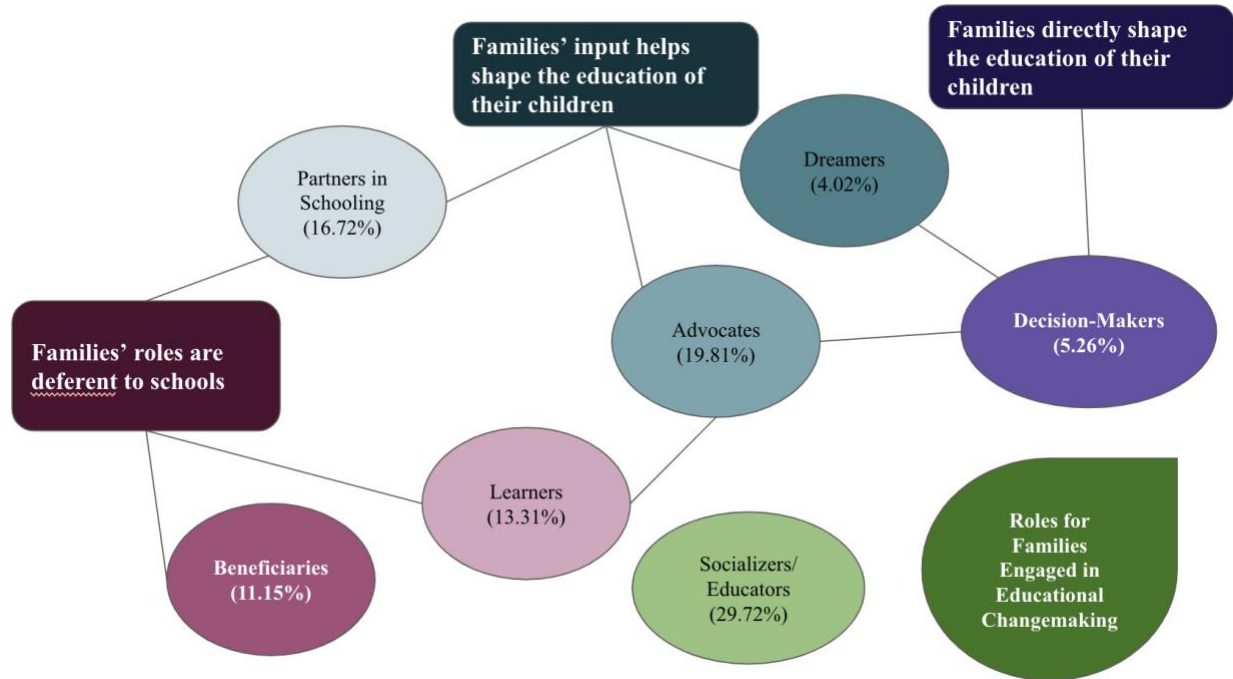 Families’ input helps
shape the education of
their children
Families directly shape
the education of their
children
Partners in
Schooling
(16.72%)
Dreamers
(4.02%)
Families’ roles are
deferent to schools
Advocates
(19.81%)
Decision-Makers
(5.26%)
Learners
(13.31%)
Beneficiaries
(11.15%)
Socializers/
Educators
(29.72%)
Roles for
Families
Engaged in
Educational
Changemaking